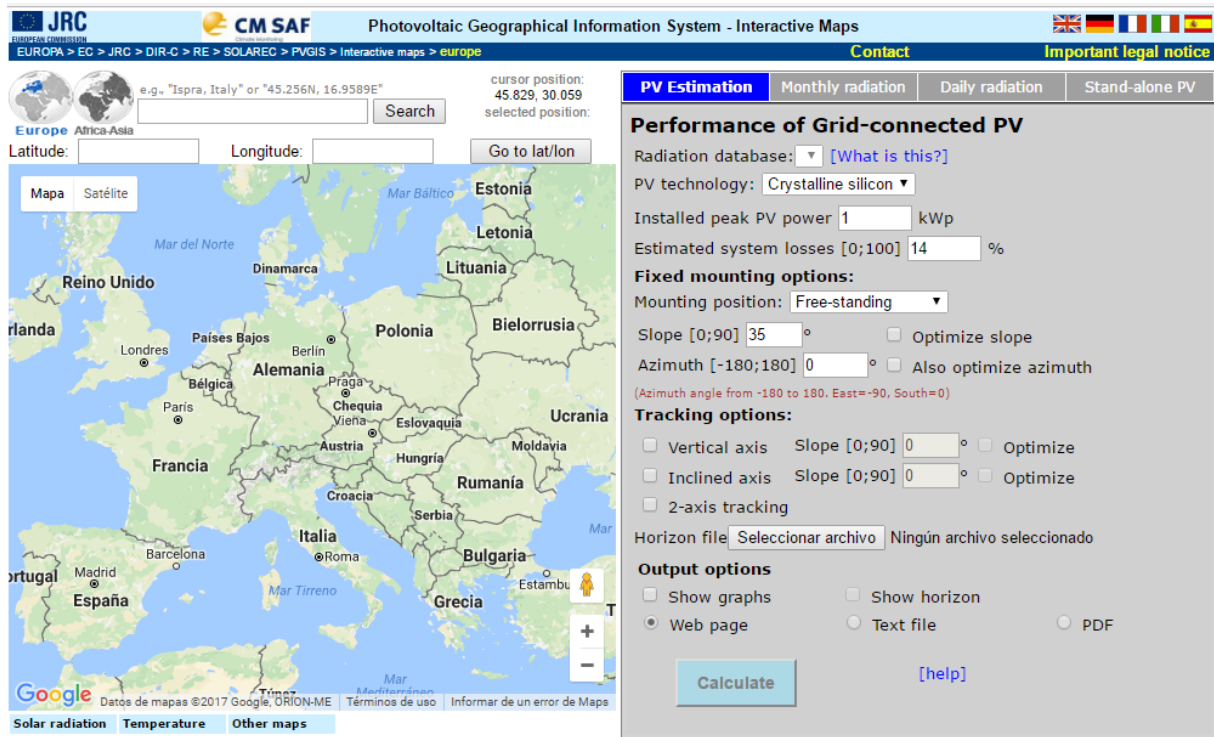 JRC
EUROPEAN COMMISSION
CM SAF
Climate Monitoring
Photovoltaic Geographical Information System - Interactive Maps
EUROPA > EC > JRC > DIR-C > RE > SOLAREC > PVGIS > Interactive maps > europe
Contact
Important legal notice
Europe
Africa-Asia
e.g., "Ispra, Italy" or "45.256N, 16.9589E"
Search
cursor position:
45.829, 30.059
selected position:
Latitude:
Longitude:
Go to lat/lon
Mapa
Satélite
Mar Báltico
Estonia
Letonia
Mar del Norte
Dinamarca
Lituania
Reino Unido
rlanda
Países Bajos
Polonia
Bielorrusia
Londres
Berlín
Alemania
Bélgica
Praga
París
Chequia
Viena
Eslovaquia
Ucrania
Austria
Hungría
Moldavia
Francia
Rumanía
Croacia
Serbia
Mar
Italia
Barcelona
Roma
Bulgaria
ortugal
Madrid
Estambu
España
Mar Tirreno
Grecia
T
Túnez
Mar
Mediterráneo
Google
Datos de mapas ©2017 Google, ORION-ME
Términos de uso
Informar de un error de Maps
Solar radiation
Temperature
Other maps
PV Estimation
Monthly radiation
Daily radiation
Stand-alone PV
Performance of Grid-connected PV
Radiation database: [What is this?]
PV technology: Crystalline silicon
Installed peak PV power 1 kWp
Estimated system losses [0;100] 14 %
Fixed mounting options:
Mounting position: Free-standing
Slope [0;90] 35 ° Optimize slope
Azimuth [-180;180] 0 ° Also optimize azimuth
(Azimuth angle from -180 to 180. East=-90, South=0)
Tracking options:
Vertical axis Slope [0;90] 0 ° Optimize
Inclined axis Slope [0;90] 0 ° Optimize
2-axis tracking
Horizon file Seleccionar archivo Ningún archivo seleccionado
Output options
Show graphs Show horizon
Web page Text file PDF
Calculate
[help]